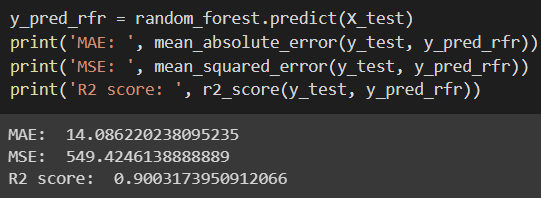 y_pred_rfr = random_forest.predict(X_test)
print('MAE: ', mean_absolute_error(y_test, y_pred_rfr))
print('MSE: ', mean_squared_error(y_test, y_pred_rfr))
print('R2 score: ', r2_score(y_test, y_pred_rfr))
MAE:  14.086220238095235
MSE:  549.4246138888889
R2 score:  0.9003173950912066